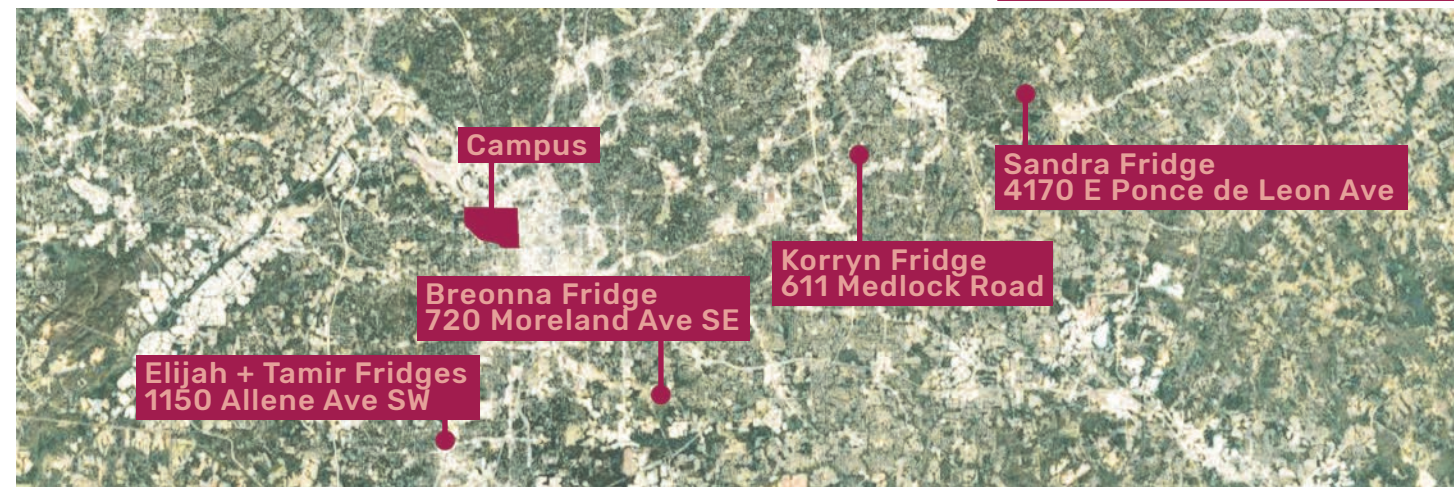 Campus
Sandra Fridge
4170 E Ponce de Leon Ave
Korryn Fridge
611 Medlock Road
Breonna Fridge
720 Moreland Ave SE
Elijah + Tamir Fridges
1150 Allene Ave SW